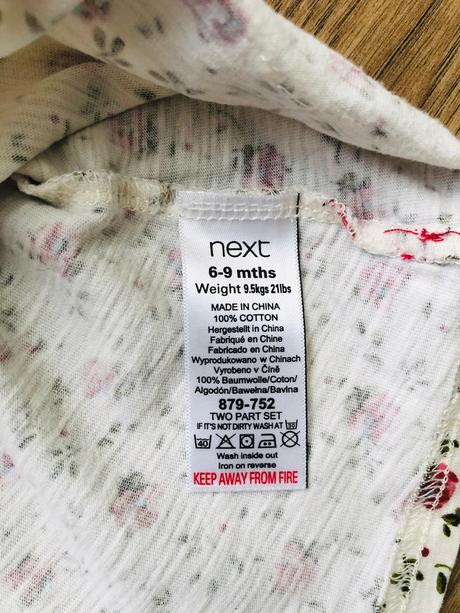 next
6-9 mths
Weight 9.5kgs 21lbs
MADE IN CHINA
100% COTTON
Hergestellt in China
Fabriqué en Chine
Fabricado en China
Wyprodukowano w Chinach
Vyrobeno v Číně
100% Baumwolle/Coton/
Algodón/Bawełna/Bavlna
879-752
TWO PART SET
IF IT'S NOT DIRTY WASH AT 30
40
Wash inside out
Iron on reverse
KEEP AWAY FROM FIRE